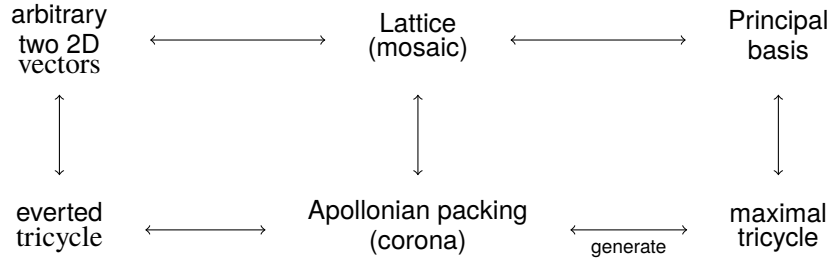 arbitrary
two 2D
vectors
Lattice
(mosaic)
Principal
basis
everted
tricycle
Apollonian packing
(corona)
generate
maximal
tricycle